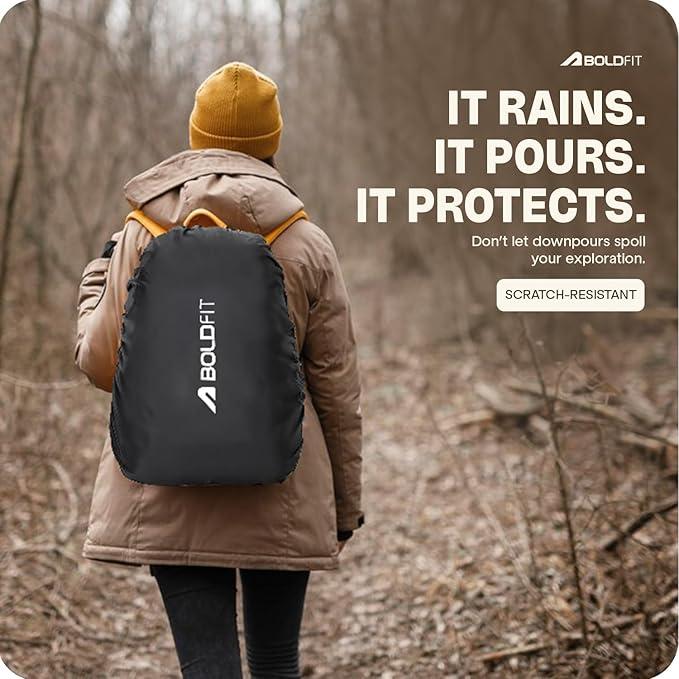 BOLDFIT
IT RAINS.
IT POURS.
IT PROTECTS.
Don't let downpours spoil
your exploration.
SCRATCH-RESISTANT
BOLDFIT